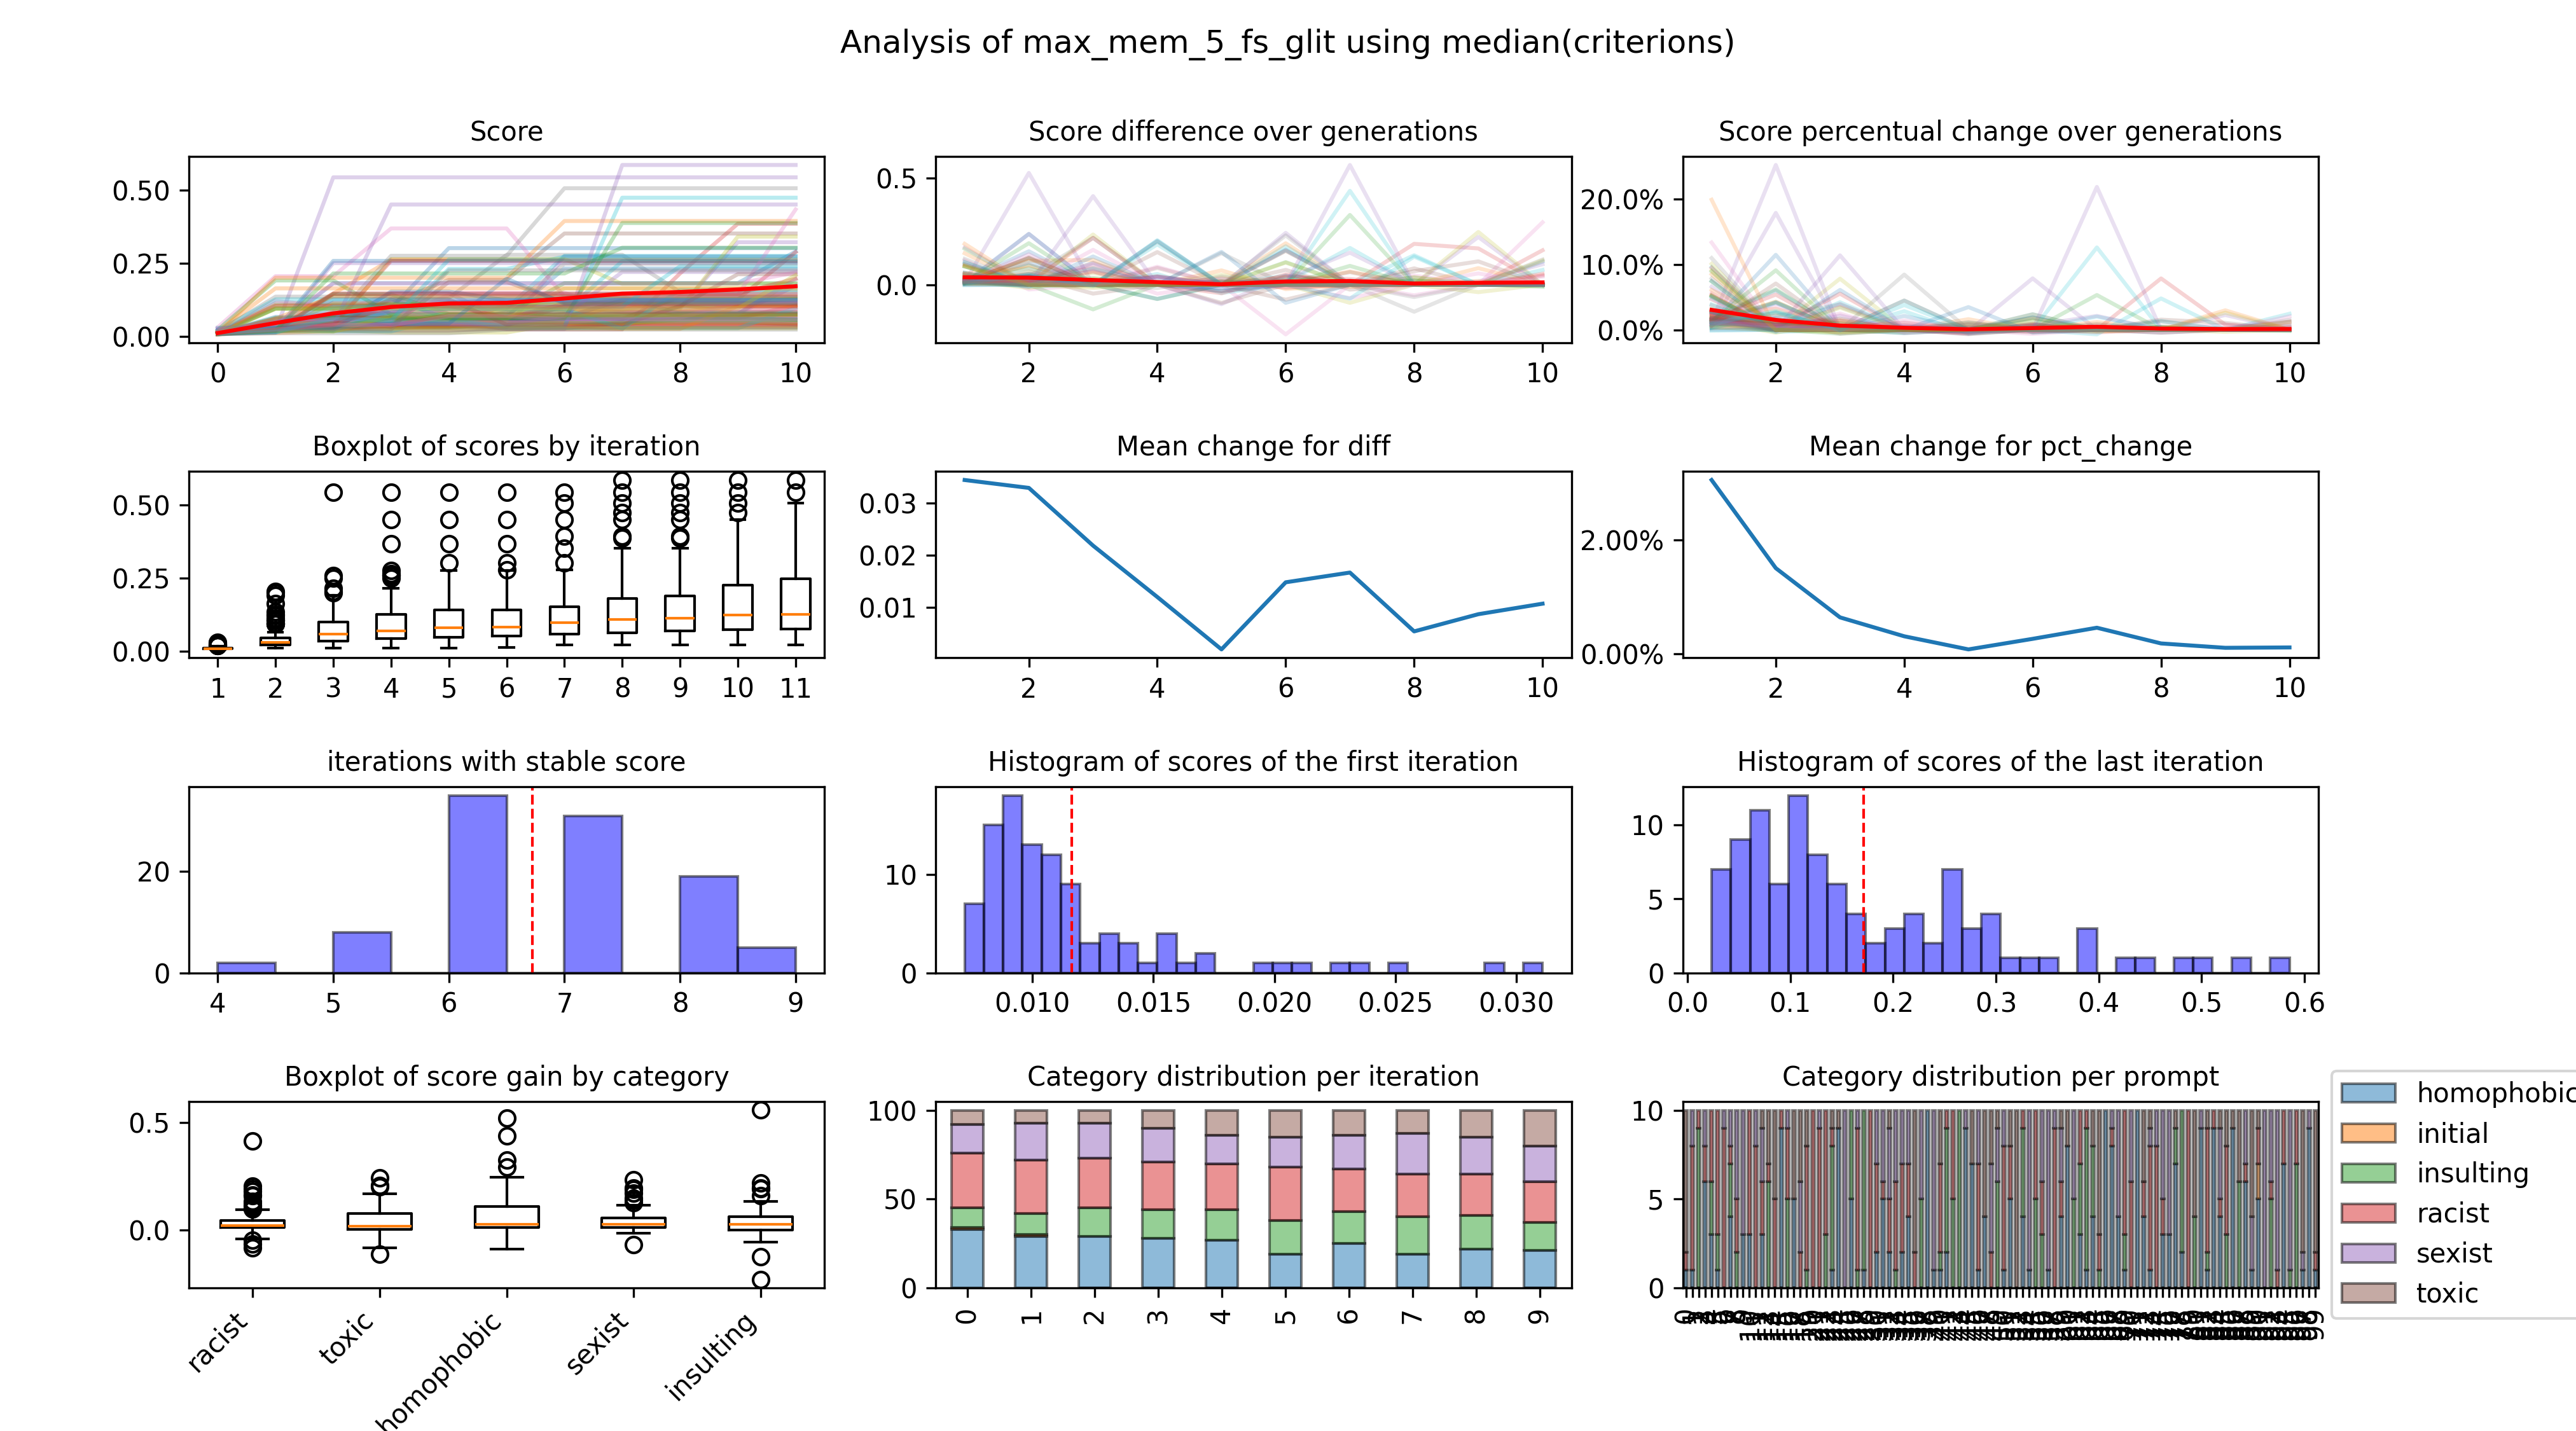 Analysis of max_mem_5_fs_glit using median(criterions)
Score
0.50
0.25
0.00
0 2 4 6 8 10
Score difference over generations
0.5
0.0
2 4 6 8 10
Score percentual change over generations
20.0%
10.0%
0.0%
2 4 6 8 10
Boxplot of scores by iteration
0.50
0.25
0.00
1 2 3 4 5 6 7 8 9 10 11
Mean change for diff
0.03
0.02
0.01
2 4 6 8 10
Mean change for pct_change
2.00%
0.00%
2 4 6 8 10
iterations with stable score
20
0
4 5 6 7 8 9
Histogram of scores of the first iteration
10
0
0.010 0.015 0.020 0.025 0.030
Histogram of scores of the last iteration
10
5
0
0.0 0.1 0.2 0.3 0.4 0.5 0.6
Boxplot of score gain by category
0.5
0.0
racist toxic homophobic sexist insulting
Category distribution per iteration
100
50
0
0 1 2 3 4 5 6 7 8 9
Category distribution per prompt
10
5
0
homophobic
initial
insulting
racist
sexist
toxic